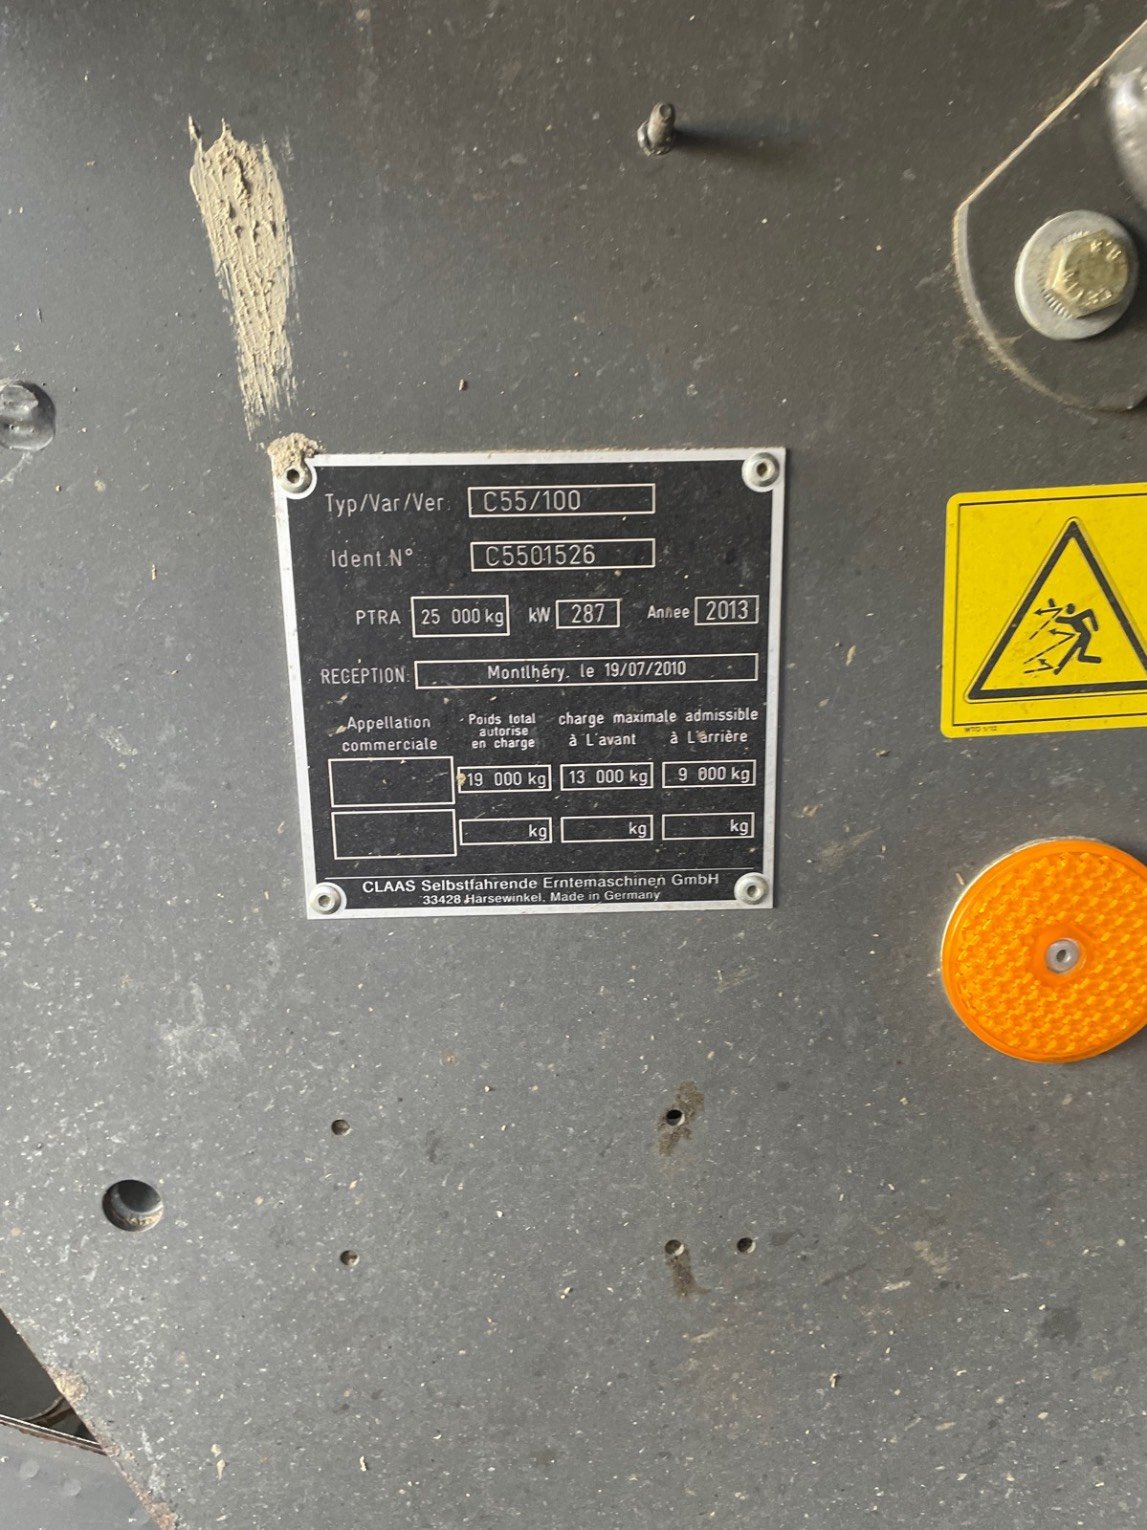 Typ/Var/Ver. C55/100
Ident.N° C5501526
PTRA 25 000 kg kW 287 Annee 2013
RECEPTION: Montlhéry. le 19/07/2010
Appellation commerciale Poids total autorise en charge charge maximale admissible à L'avant à L'arrière
19 000 kg 13 000 kg 9 000 kg
kg kg kg
CLAAS Selbstfahrende Erntemaschinen GmbH
33428 Harsewinkel. Made in Germany